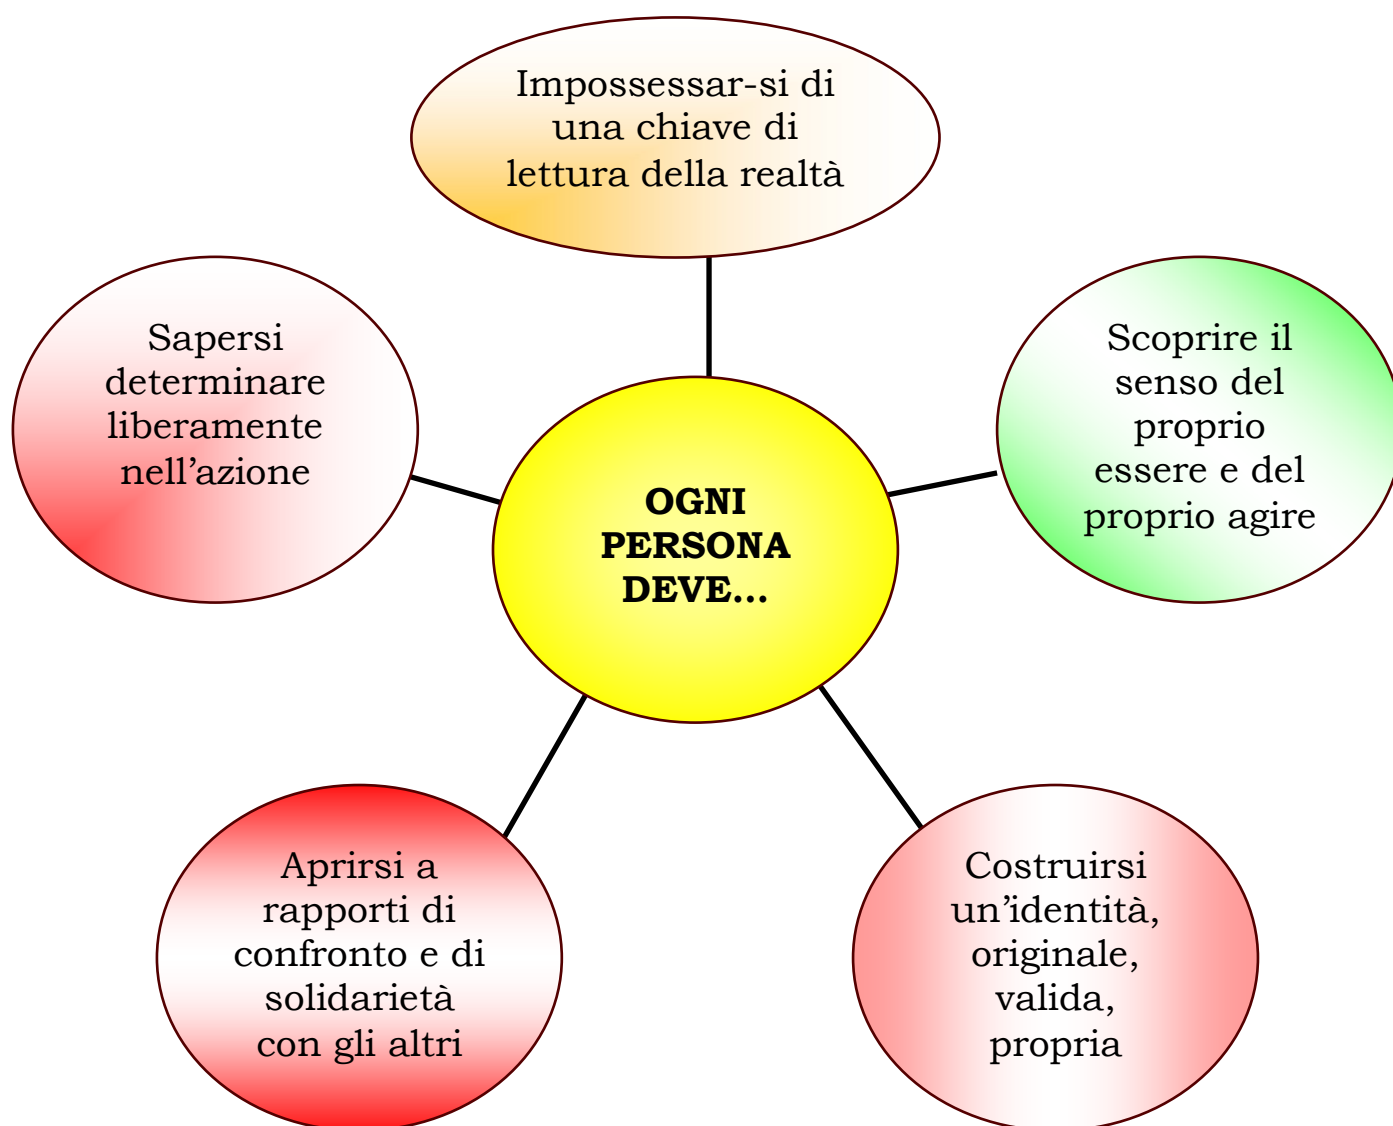 Impossessar-si di
una chiave di
lettura della realtà
Sapersi
determinare
liberamente
nell’azione
Scoprire il
senso del
proprio
essere e del
proprio agire
OGNI
PERSONA
DEVE…
Aprirsi a
rapporti di
confronto e di
solidarietà
con gli altri
Costruirsi
un’identità,
originale,
valida,
propria